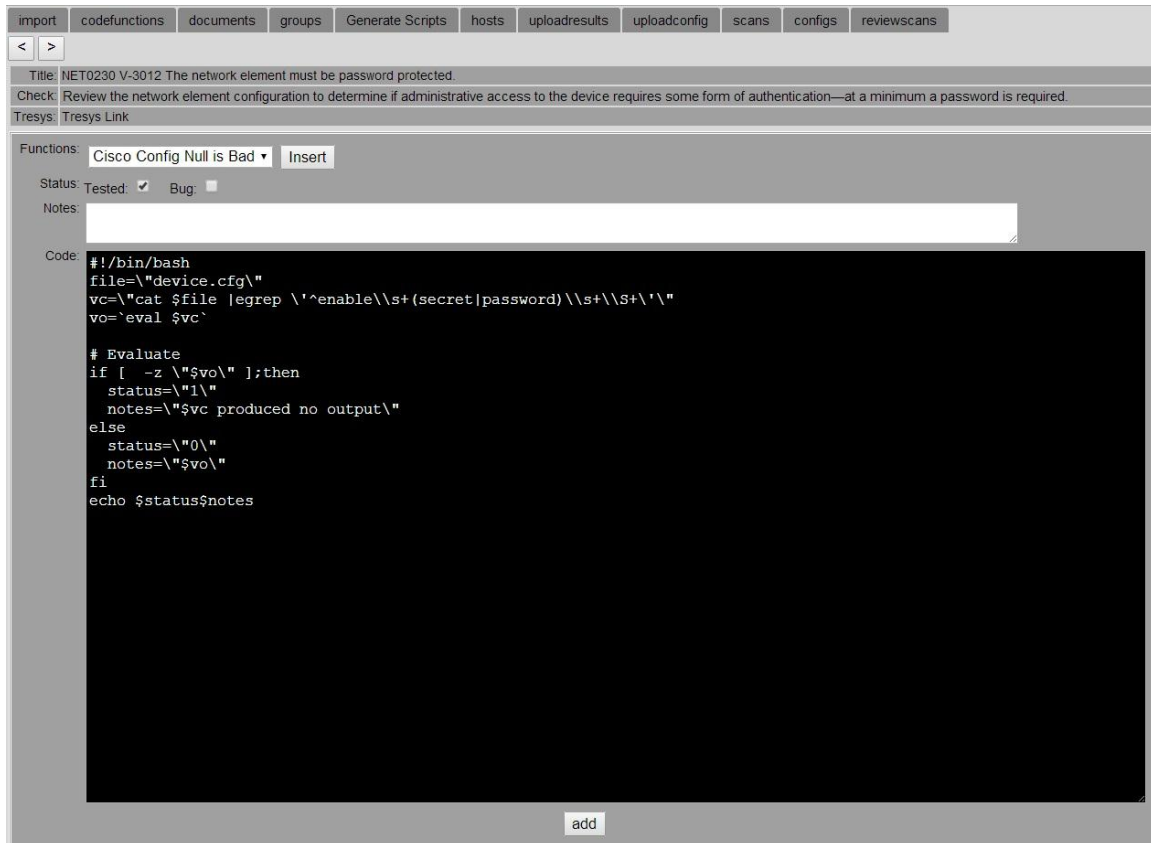 import codefunctions documents groups Generate Scripts hosts uploadresults uploadconfig scans configs reviewscans
< >
Title: NET0230 V-3012 The network element must be password protected.
Check: Review the network element configuration to determine if administrative access to the device requires some form of authentication—at a minimum a password is required.
Tresys: Tresys Link
Functions: Cisco Config Null is Bad Insert
Status: Tested: Bug:
Notes:
Code:
#!/bin/bash
file=\"device.cfg\"
vc=\"cat $file |egrep \'^enable\\s+(secret|password)\\s+\\S+\'\"
vo=`eval $vc`
# Evaluate
if [  -z \"$vo\" ];then
  status=\"1\"
  notes=\"$vc produced no output\"
else
  status=\"0\"
  notes=\"$vo\"
fi
echo $status$notes
add